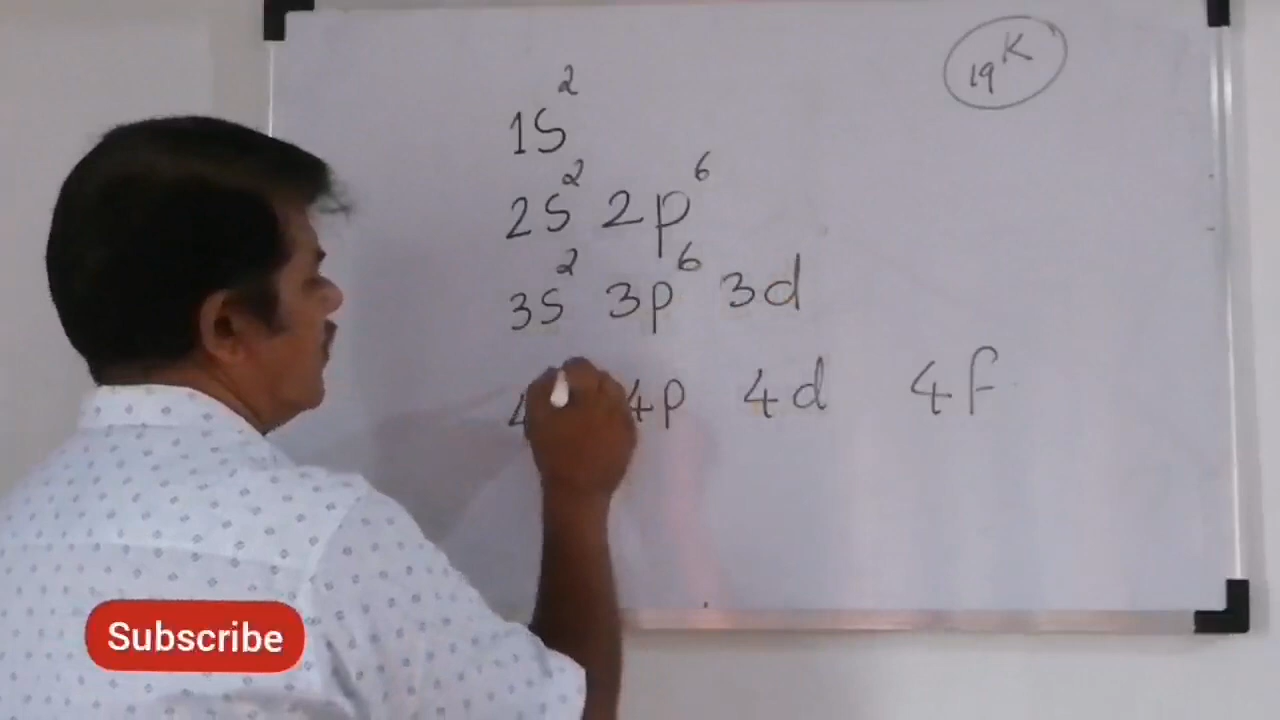 ₁₉K
1S²
2S² 2p⁶
3S² 3p⁶ 3d
4p 4d 4f
Subscribe